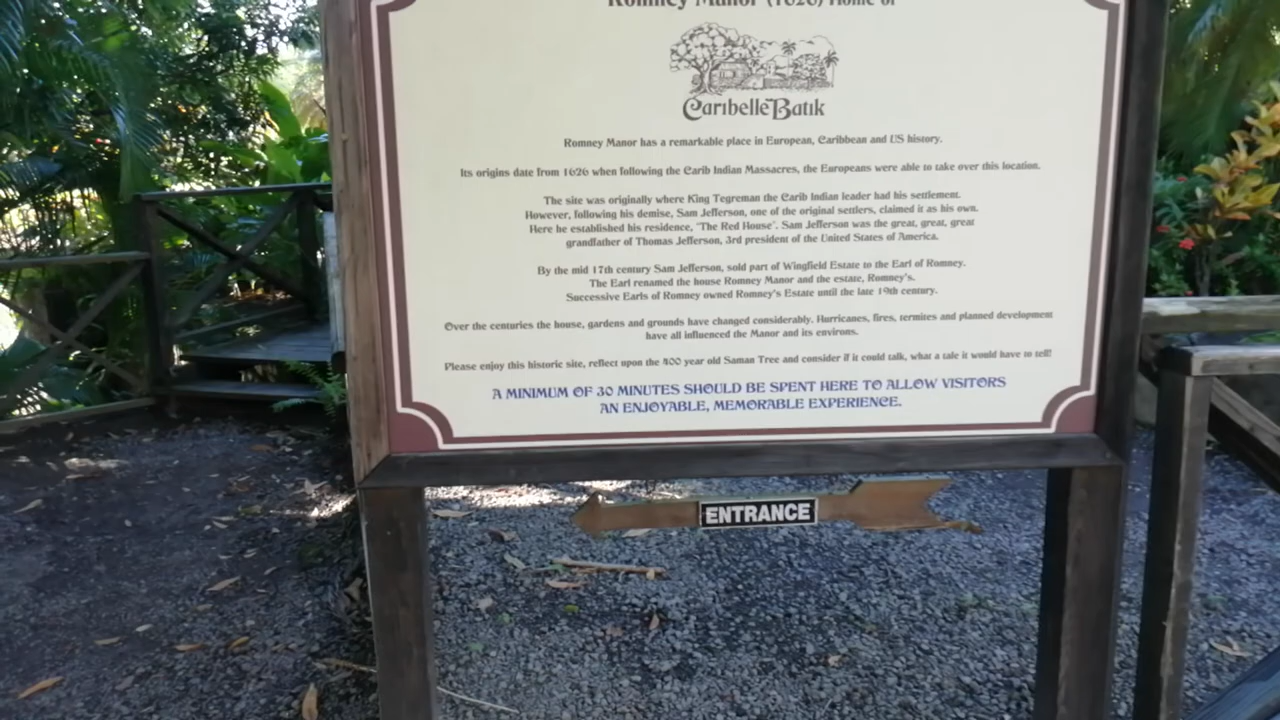 Romney Manor (1626) Home of
Caribelle Batik
Romney Manor has a remarkable place in European, Caribbean and US history.
Its origins date from 1626 when following the Carib Indian Massacres, the Europeans were able to take over this location.
The site was originally where King Tegreman the Carib Indian leader had his settlement.
However, following his demise, Sam Jefferson, one of the original settlers, claimed it as his own.
Here he established his residence, "The Red House". Sam Jefferson was the great, great, great
grandfather of Thomas Jefferson, 3rd president of the United States of America.
By the mid 17th century Sam Jefferson, sold part of Wingfield Estate to the Earl of Romney.
The Earl renamed the house Romney Manor and the estate, Romney's.
Successive Earls of Romney owned Romney's Estate until the late 19th century.
Over the centuries the house, gardens and grounds have changed considerably. Hurricanes, fires, termites and planned development
have all influenced the Manor and its environs.
Please enjoy this historic site, reflect upon the 400 year old Saman Tree and consider if it could talk, what a tale it would have to tell!
A MINIMUM OF 30 MINUTES SHOULD BE SPENT HERE TO ALLOW VISITORS
AN ENJOYABLE, MEMORABLE EXPERIENCE.
ENTRANCE